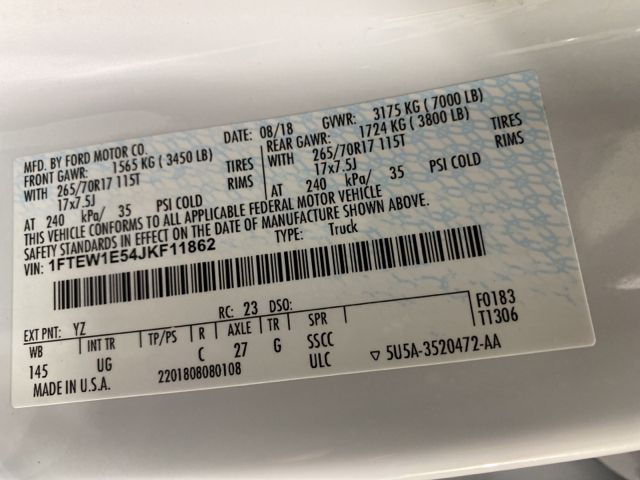 MFD. BY FORD MOTOR CO.
DATE: 08/18 GVWR: 3175 KG ( 7000 LB)
FRONT GAWR: 1565 KG ( 3450 LB)
REAR GAWR: 1724 KG ( 3800 LB)
WITH 265/70R17 115T TIRES
WITH 265/70R17 115T TIRES
17x7.5J RIMS
17x7.5J RIMS
AT 240 kPa/ 35 PSI COLD
AT 240 kPa/ 35 PSI COLD
THIS VEHICLE CONFORMS TO ALL APPLICABLE FEDERAL MOTOR VEHICLE
SAFETY STANDARDS IN EFFECT ON THE DATE OF MANUFACTURE SHOWN ABOVE.
VIN: 1FTEW1E54JKF11862 TYPE: Truck
EXT PNT: YZ RC: 23 DSO:
WB INT TR TP/PS R AXLE TR SPR
145 UG C 27 G SSCC
ULC
F0183
T1306
MADE IN U.S.A. 2201808080108
▽ 5U5A-3520472-AA